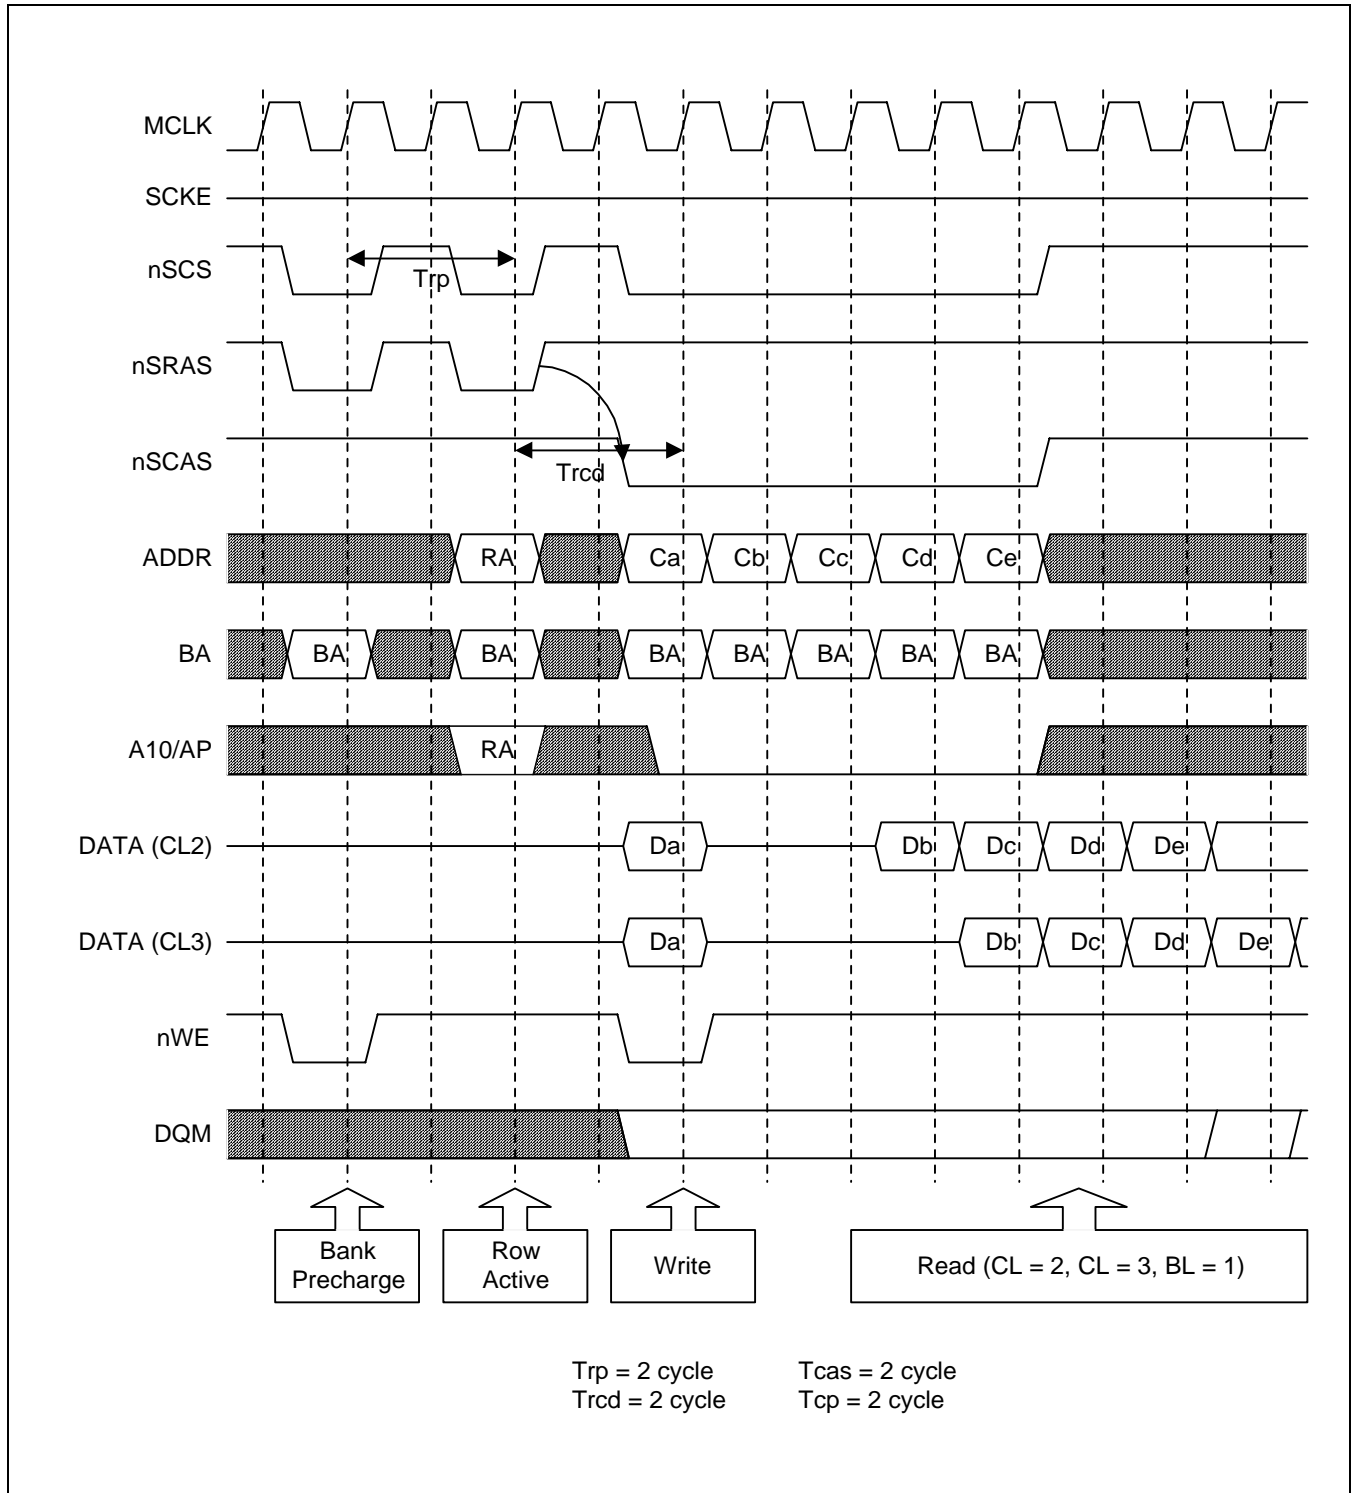 MCLK
SCKE
nSCS
Trp
nSRAS
nSCAS
Trcd
ADDR RA Ca Cb Cc Cd Ce
BA BA BA BA BA BA BA BA
A10/AP RA
DATA (CL2) Da Db Dc Dd De
DATA (CL3) Da Db Dc Dd De
nWE
DQM
Bank Precharge
Row Active
Write
Read (CL = 2, CL = 3, BL = 1)
Trp = 2 cycle Tcas = 2 cycle
Trcd = 2 cycle Tcp = 2 cycle